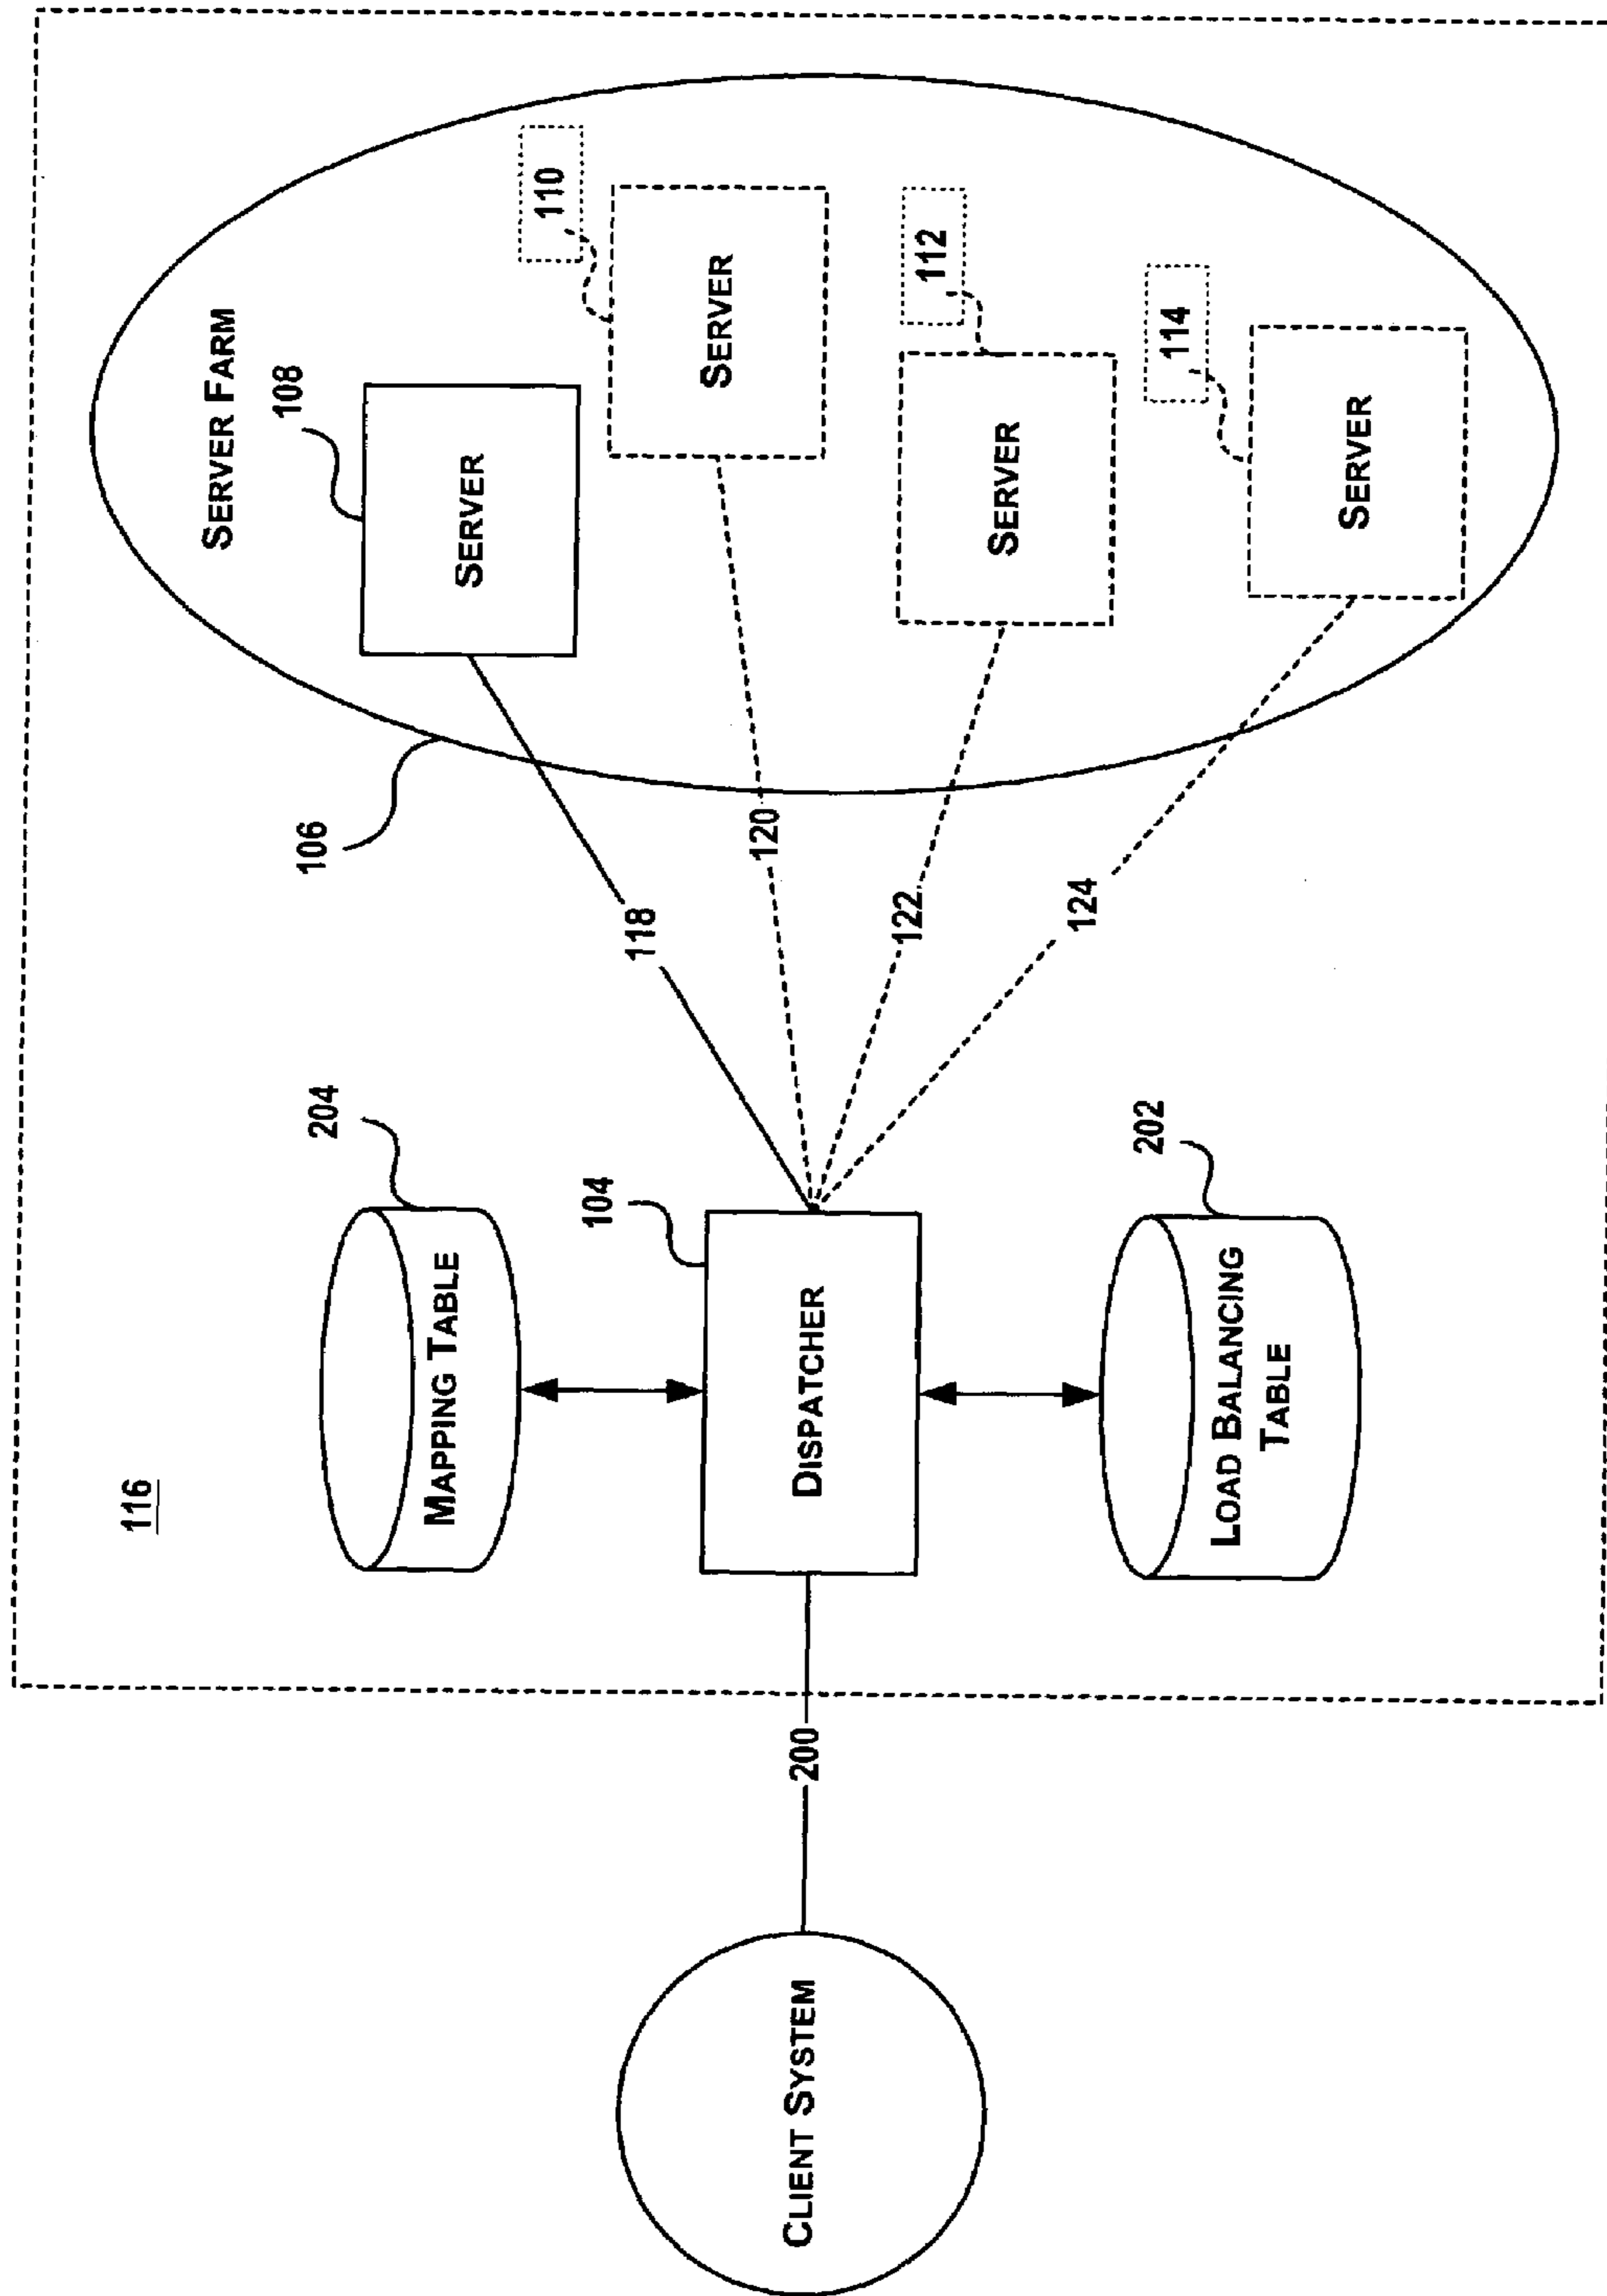 116
SERVER FARM
204
108
106
MAPPING TABLE
SERVER
110
104
118
SERVER
120
CLIENT SYSTEM
200
DISPATCHER
112
122
SERVER
124
114
202
LOAD BALANCING
TABLE
SERVER